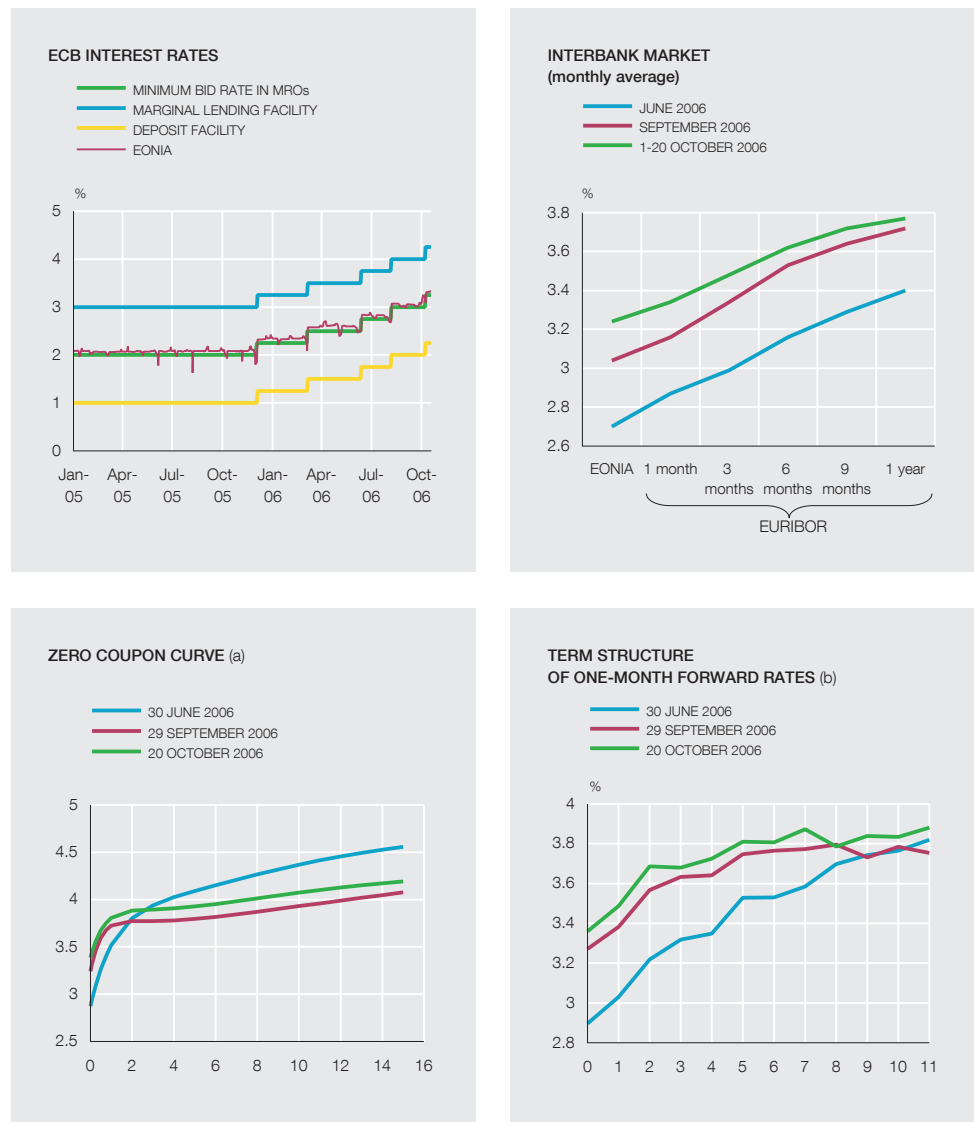 ECB INTEREST RATES
MINIMUM BID RATE IN MROs
MARGINAL LENDING FACILITY
DEPOSIT FACILITY
EONIA
%
5
4
3
2
1
0
Jan- Apr- Jul- Oct- Jan- Apr- Jul- Oct-
05 05 05 05 06 06 06 06
INTERBANK MARKET
(monthly average)
JUNE 2006
SEPTEMBER 2006
1-20 OCTOBER 2006
%
3.8
3.6
3.4
3.2
3
2.8
2.6
EONIA 1 month 3 6 9 1 year
months months months
EURIBOR
ZERO COUPON CURVE (a)
30 JUNE 2006
29 SEPTEMBER 2006
20 OCTOBER 2006
5
4.5
4
3.5
3
2.5
0 2 4 6 8 10 12 14 16
TERM STRUCTURE
OF ONE-MONTH FORWARD RATES (b)
30 JUNE 2006
29 SEPTEMBER 2006
20 OCTOBER 2006
%
4
3.8
3.6
3.4
3.2
3
2.8
0 1 2 3 4 5 6 7 8 9 10 11